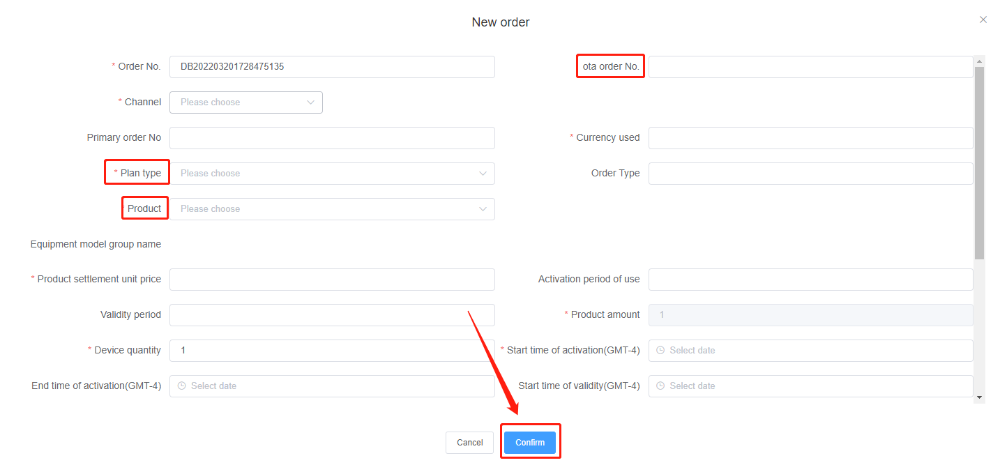 New order
* Order No. DB202203201728475135 ota order No.
* Channel Please choose
Primary order No * Currency used
* Plan type Please choose Order Type
* Product Please choose
Equipment model group name
* Product settlement unit price Activation period of use
Validity period * Product amount 1
* Device quantity 1 * Start time of activation(GMT-4) Select date
End time of activation(GMT-4) Select date Start time of validity(GMT-4) Select date
Cancel Confirm